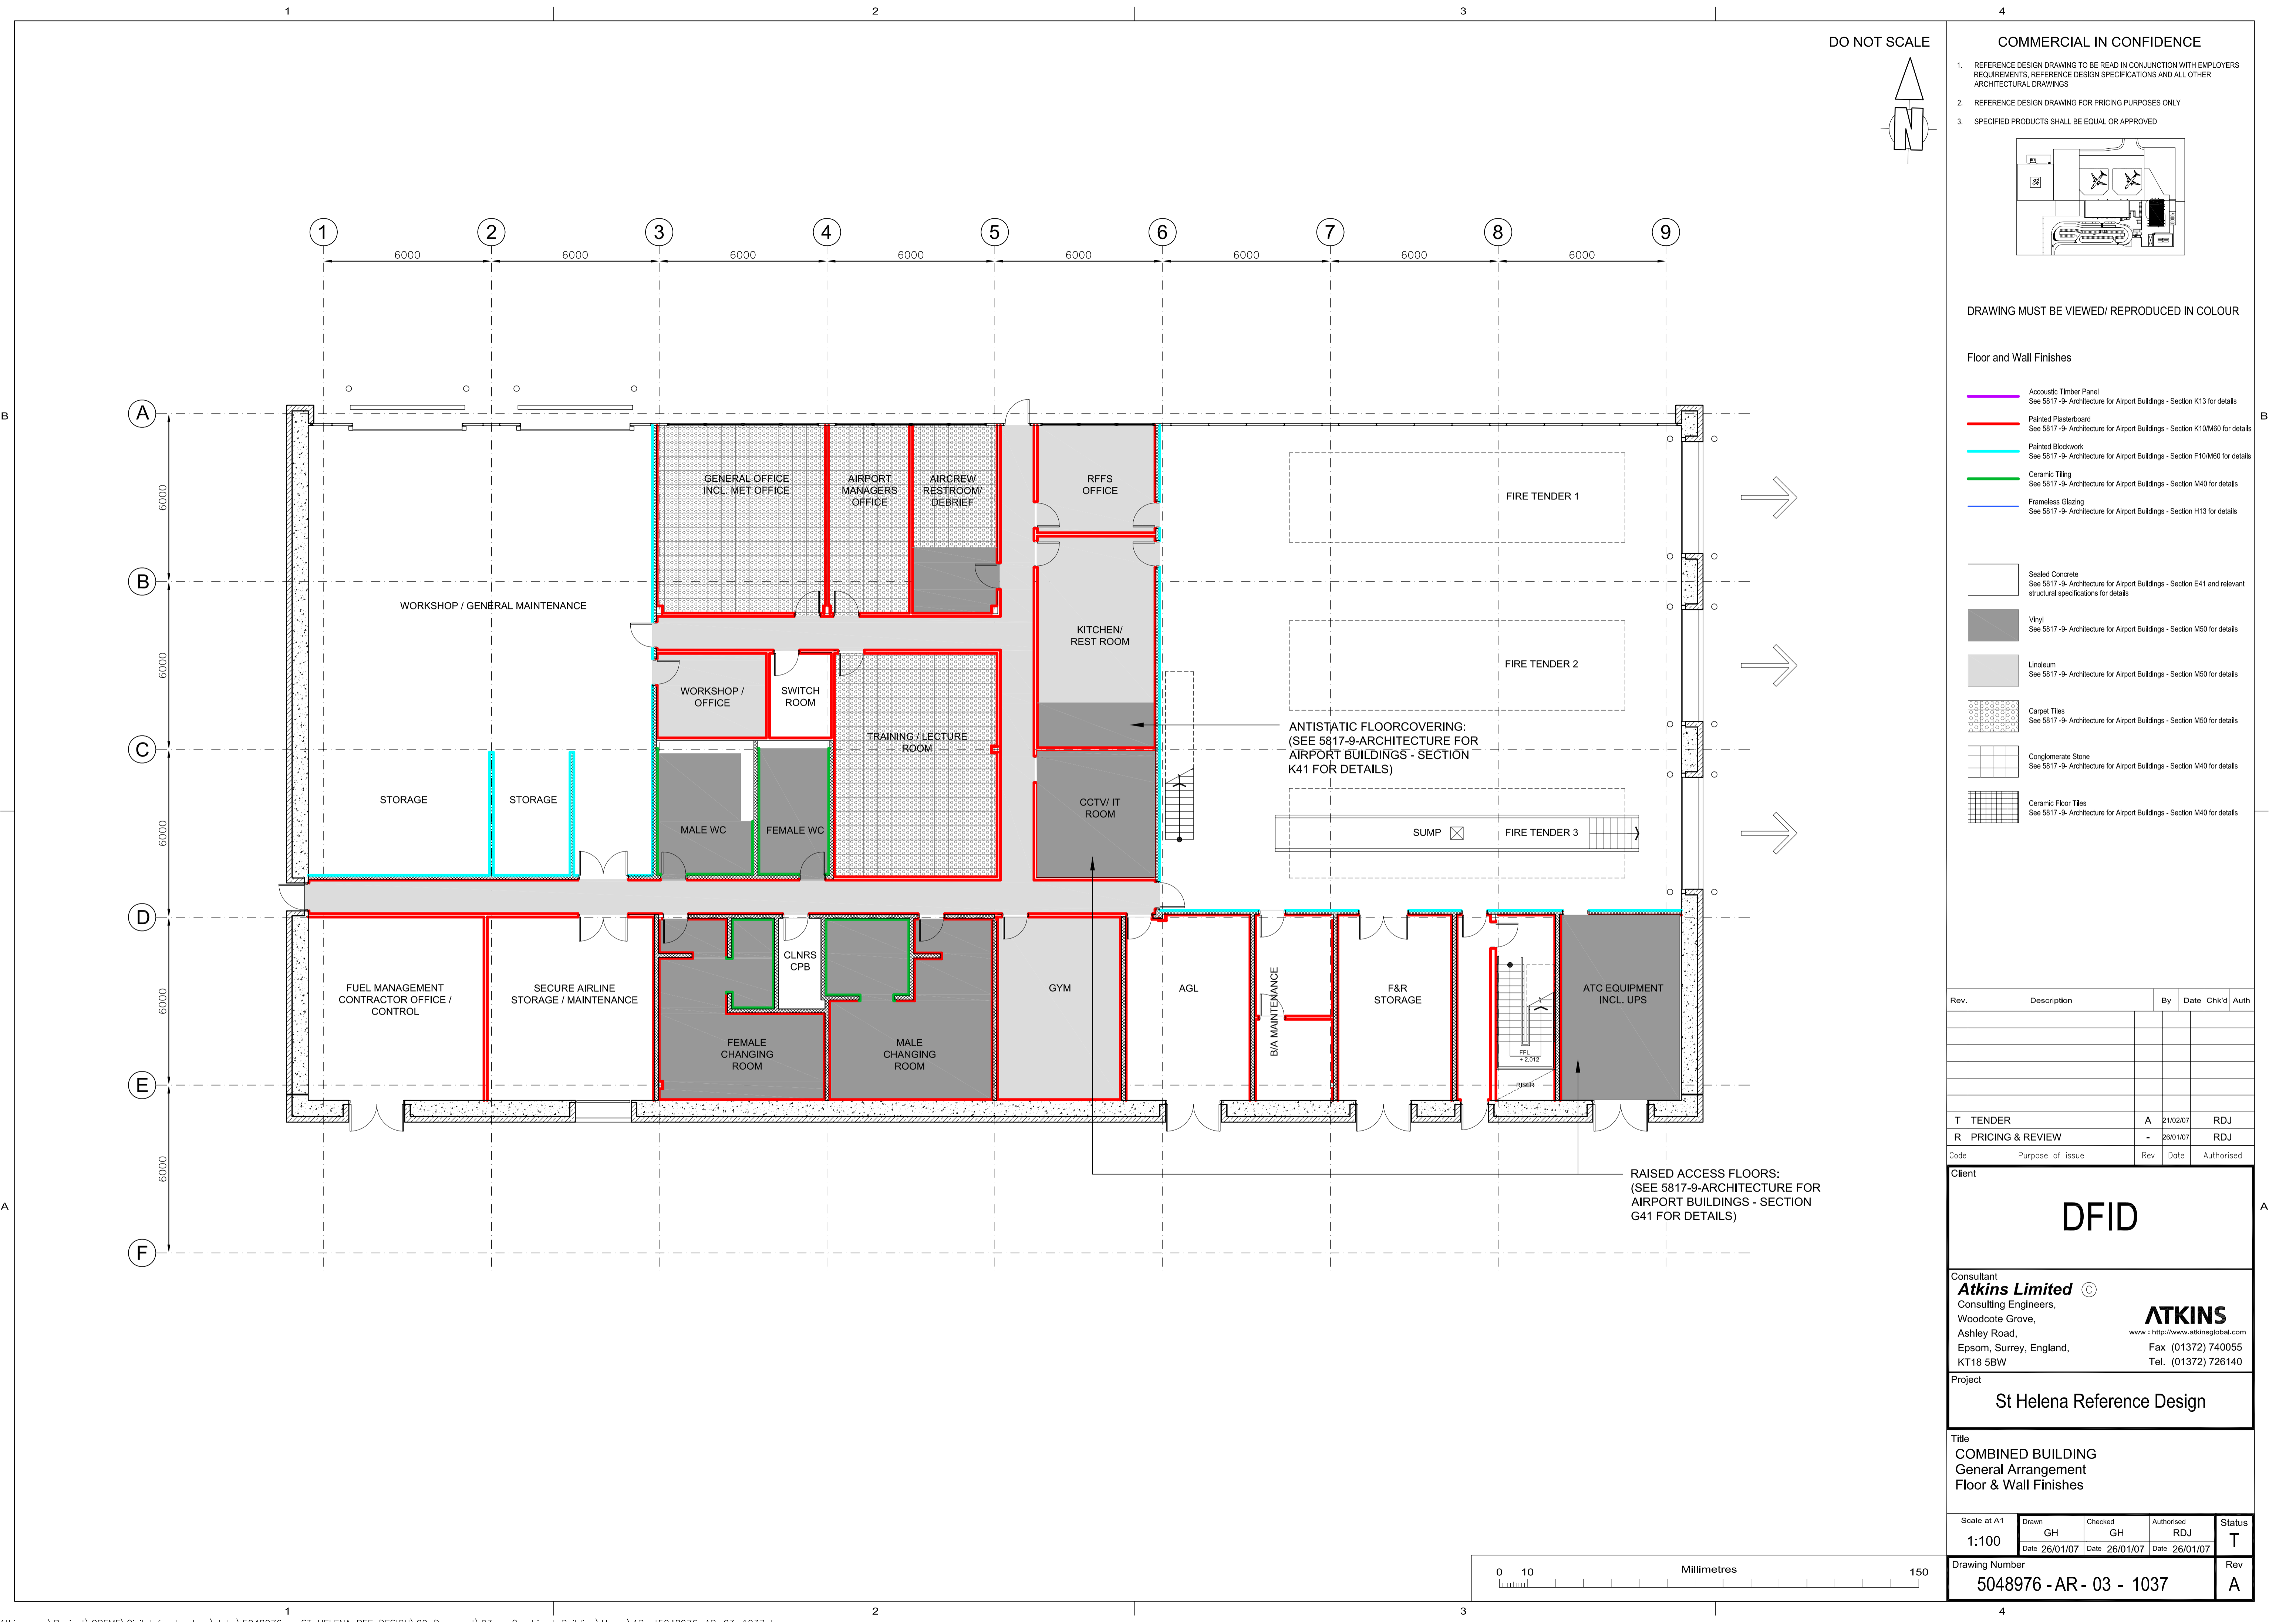 1
2
3
4
DO NOT SCALE
N
COMMERCIAL IN CONFIDENCE
1. REFERENCE DESIGN DRAWING TO BE READ IN CONJUNCTION WITH EMPLOYERS
REQUIREMENTS, REFERENCE DESIGN SPECIFICATIONS AND ALL OTHER
ARCHITECTURAL DRAWINGS
2. REFERENCE DESIGN DRAWING FOR PRICING PURPOSES ONLY
3. SPECIFIED PRODUCTS SHALL BE EQUAL OR APPROVED
DRAWING MUST BE VIEWED/ REPRODUCED IN COLOUR
Floor and Wall Finishes
Accoustic Timber Panel
See 5817 -9- Architecture for Airport Buildings - Section K13 for details
Painted Plasterboard
See 5817 -9- Architecture for Airport Buildings - Section K10/M60 for details
Painted Blockwork
See 5817 -9- Architecture for Airport Buildings - Section F10/M60 for details
Ceramic Tiling
See 5817 -9- Architecture for Airport Buildings - Section M40 for details
Frameless Glazing
See 5817 -9- Architecture for Airport Buildings - Section H13 for details
Sealed Concrete
See 5817 -9- Architecture for Airport Buildings - Section E41 and relevant
structural specifications for details
Vinyl
See 5817 -9- Architecture for Airport Buildings - Section M50 for details
Linoleum
See 5817 -9- Architecture for Airport Buildings - Section M50 for details
Carpet Tiles
See 5817 -9- Architecture for Airport Buildings - Section M50 for details
Conglomerate Stone
See 5817 -9- Architecture for Airport Buildings - Section M40 for details
Ceramic Floor Tiles
See 5817 -9- Architecture for Airport Buildings - Section M40 for details
1 2 3 4 5 6 7 8 9
6000 6000 6000 6000 6000 6000 6000 6000
B
B
A
A
A
B
C
D
E
F
6000
6000
6000
6000
6000
GENERAL OFFICE
INCL. MET OFFICE
AIRPORT
MANAGERS
OFFICE
AIRCREW
RESTROOM/
DEBRIEF
RFFS
OFFICE
FIRE TENDER 1
WORKSHOP / GENERAL MAINTENANCE
KITCHEN/
REST ROOM
FIRE TENDER 2
WORKSHOP /
OFFICE
SWITCH
ROOM
TRAINING / LECTURE
ROOM
ANTISTATIC FLOORCOVERING:
(SEE 5817-9-ARCHITECTURE FOR
AIRPORT BUILDINGS - SECTION
K41 FOR DETAILS)
STORAGE
STORAGE
MALE WC
FEMALE WC
CCTV/ IT
ROOM
SUMP
FIRE TENDER 3
FUEL MANAGEMENT
CONTRACTOR OFFICE /
CONTROL
SECURE AIRLINE
STORAGE / MAINTENANCE
CLNRS
CPB
FEMALE
CHANGING
ROOM
MALE
CHANGING
ROOM
GYM
AGL
B/A MAINTENANCE
F&R
STORAGE
FFL
+ 2,012
RISER
ATC EQUIPMENT
INCL. UPS
RAISED ACCESS FLOORS:
(SEE 5817-9-ARCHITECTURE FOR
AIRPORT BUILDINGS - SECTION
G41 FOR DETAILS)
Rev. Description By Date Chk'd Auth
T TENDER A 21/02/07 RDJ
R PRICING & REVIEW - 26/01/07 RDJ
Code Purpose of issue Rev Date Authorised
Client
DFID
Consultant
Atkins Limited ©
Consulting Engineers,
Woodcote Grove,
Ashley Road,
Epsom, Surrey, England,
KT18 5BW
ATKINS
www : http://www.atkinsglobal.com
Fax (01372) 740055
Tel. (01372) 726140
Project
St Helena Reference Design
Title
COMBINED BUILDING
General Arrangement
Floor & Wall Finishes
Scale at A1
1:100
Drawn
GH
Date 26/01/07
Checked
GH
Date 26/01/07
Authorised
RDJ
Date 26/01/07
Status
T
Drawing Number
5048976 - AR - 03 - 1037
Rev
A
0 10 Millimetres 150
1
2
3
4